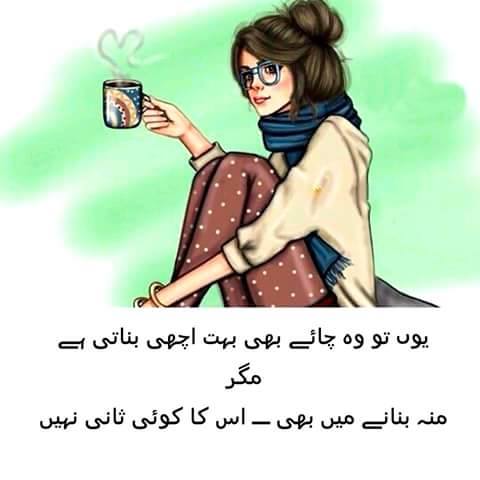 یوں تو وہ چائے بھی بہت اچھی بناتی ہے
مگر
منہ بنانے میں بھی ــ اس کا کوئی ثانی نہیں